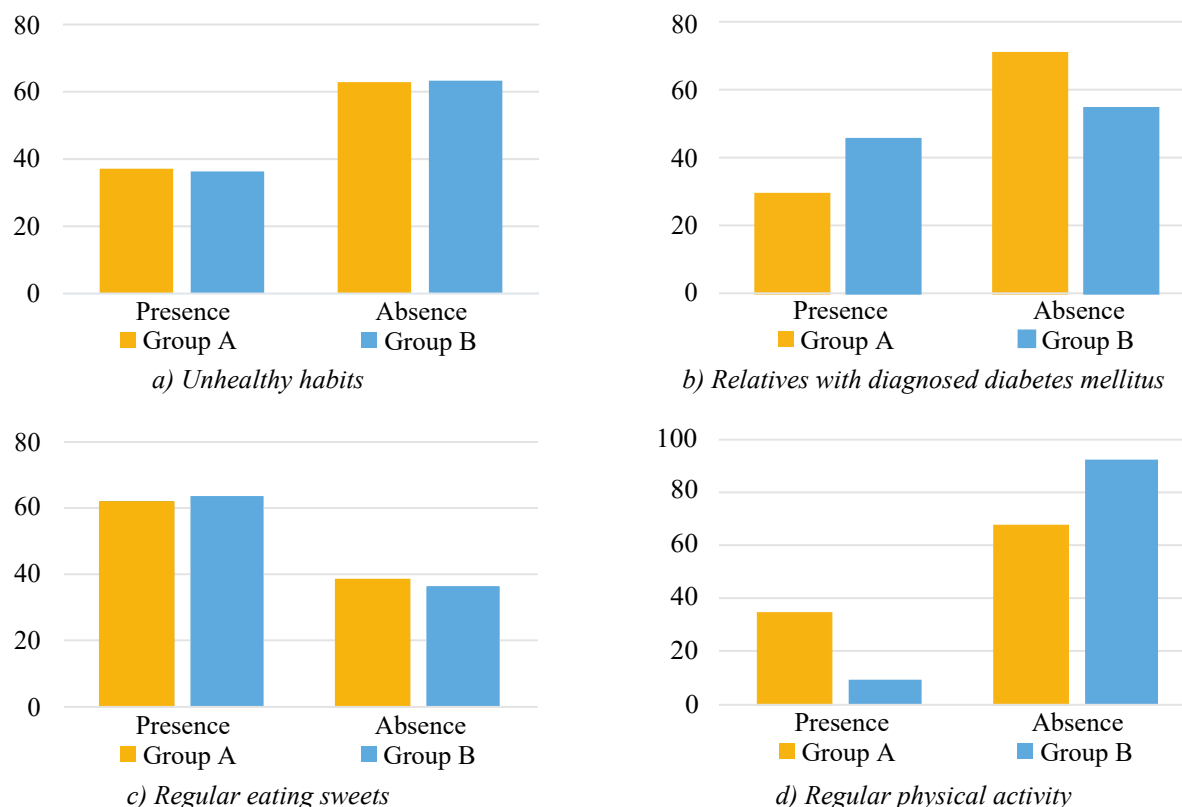 80
60
40
20
0
Presence Absence
Group A Group B
a) Unhealthy habits
80
60
40
20
0
Presence Absence
Group A Group B
b) Relatives with diagnosed diabetes mellitus
80
60
40
20
0
Presence Absence
Group A Group B
c) Regular eating sweets
100
80
60
40
20
0
Presence Absence
Group A Group B
d) Regular physical activity